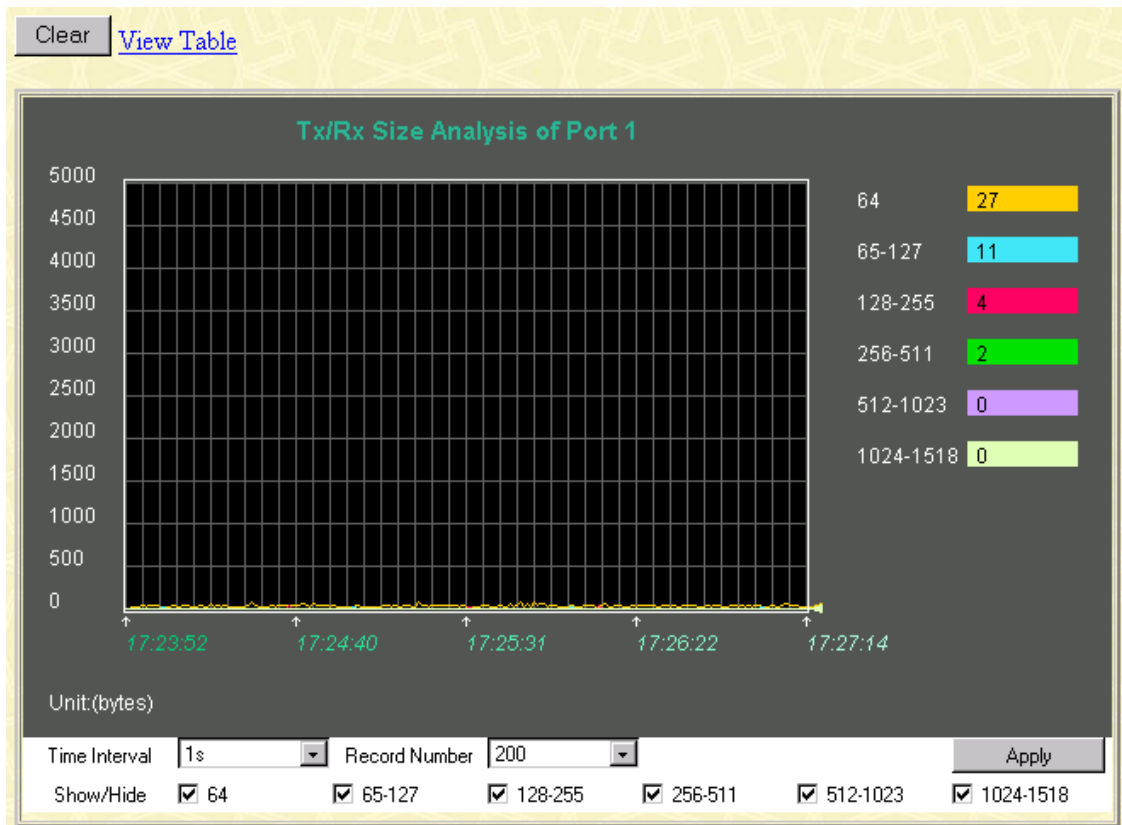 Clear View Table
Tx/Rx Size Analysis of Port 1
5000
4500
4000
3500
3000
2500
2000
1500
1000
500
0
64 27
65-127 11
128-255 4
256-511 2
512-1023 0
1024-1518 0
17:23:52 17:24:40 17:25:31 17:26:22 17:27:14
Unit:(bytes)
Time Interval 1s Record Number 200 Apply
Show/Hide 64 65-127 128-255 256-511 512-1023 1024-1518